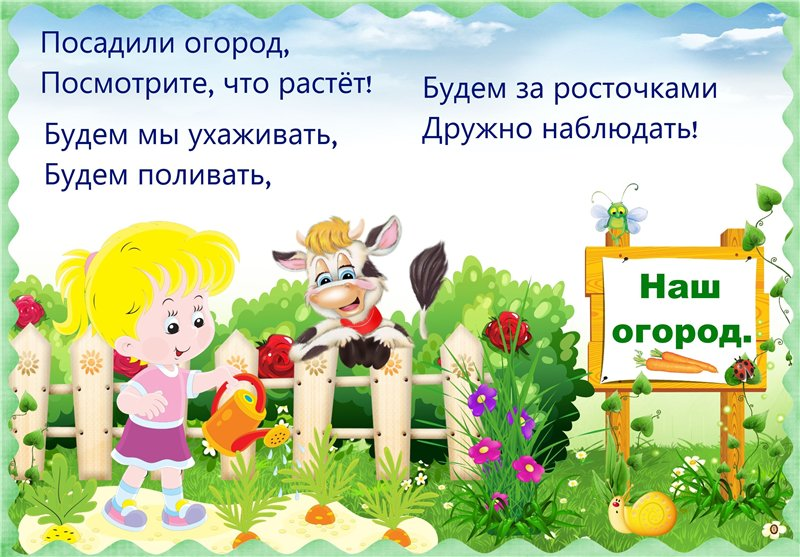 Посадили огород,
Посмотрите, что растёт!
Будем мы ухаживать,
Будем поливать,
Будем за росточками
Дружно наблюдать!
Наш
огород.